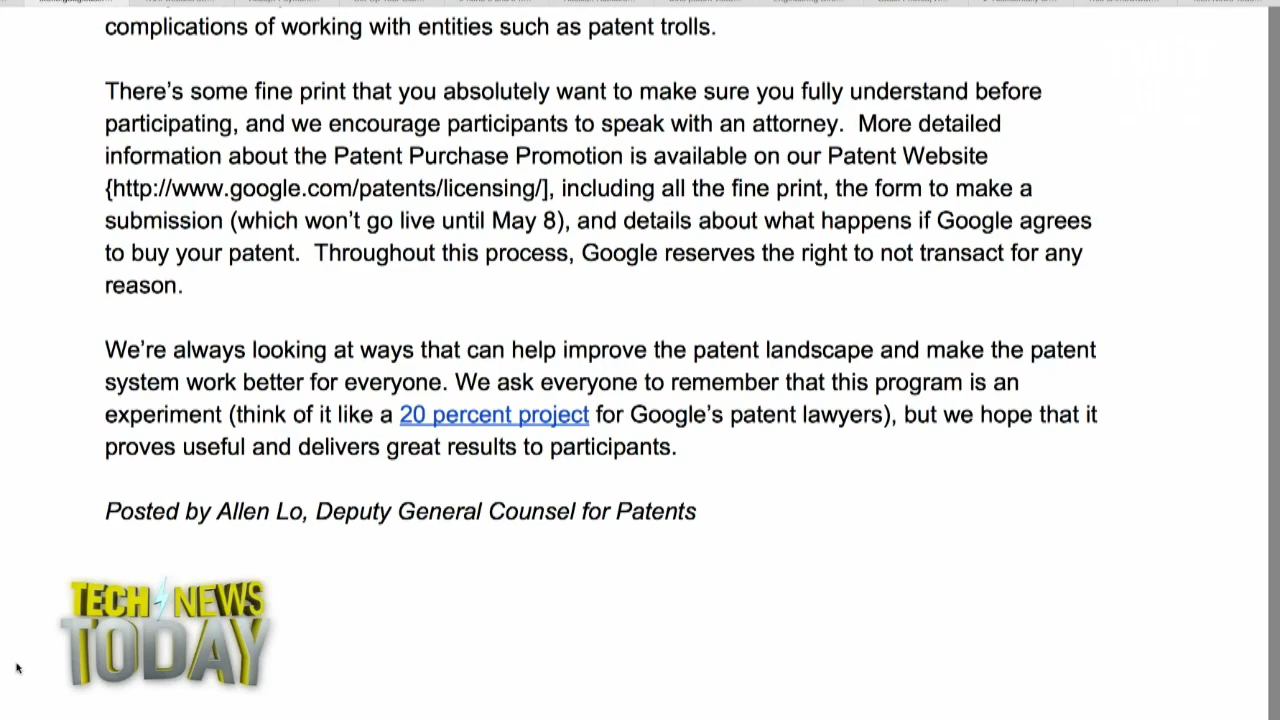 complications of working with entities such as patent trolls.
There’s some fine print that you absolutely want to make sure you fully understand before
participating, and we encourage participants to speak with an attorney.  More detailed
information about the Patent Purchase Promotion is available on our Patent Website
{http://www.google.com/patents/licensing/], including all the fine print, the form to make a
submission (which won’t go live until May 8), and details about what happens if Google agrees
to buy your patent.  Throughout this process, Google reserves the right to not transact for any
reason.
We’re always looking at ways that can help improve the patent landscape and make the patent
system work better for everyone. We ask everyone to remember that this program is an
experiment (think of it like a 20 percent project for Google’s patent lawyers), but we hope that it
proves useful and delivers great results to participants.
Posted by Allen Lo, Deputy General Counsel for Patents
TECH NEWS
TODAY